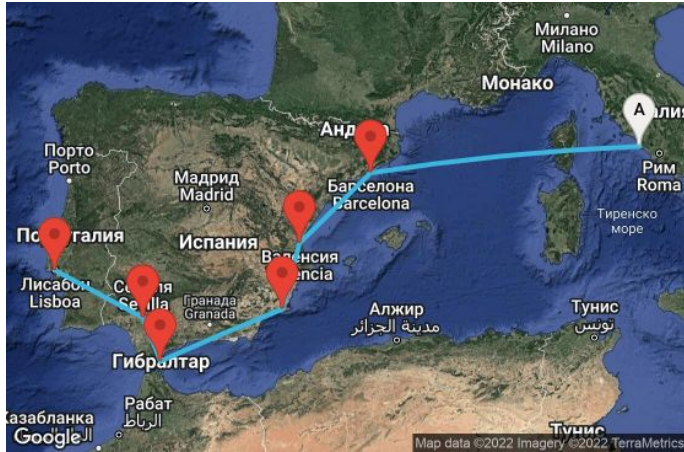 Милано
Milano
Монако
A
Порто
Porto
Мадрид
Madrid
Барселона
Barcelona
Рим
Roma
Тиренско
море
Испания
Лисабон
Lisboa
Гранада
Granada
Алжир
مدينة الجزائر
Тунис
تونس
Гибралтар
Рабат
الرباط
Казабланка
Тунис
Google
Map data ©2022 Imagery ©2022 TerraMetrics